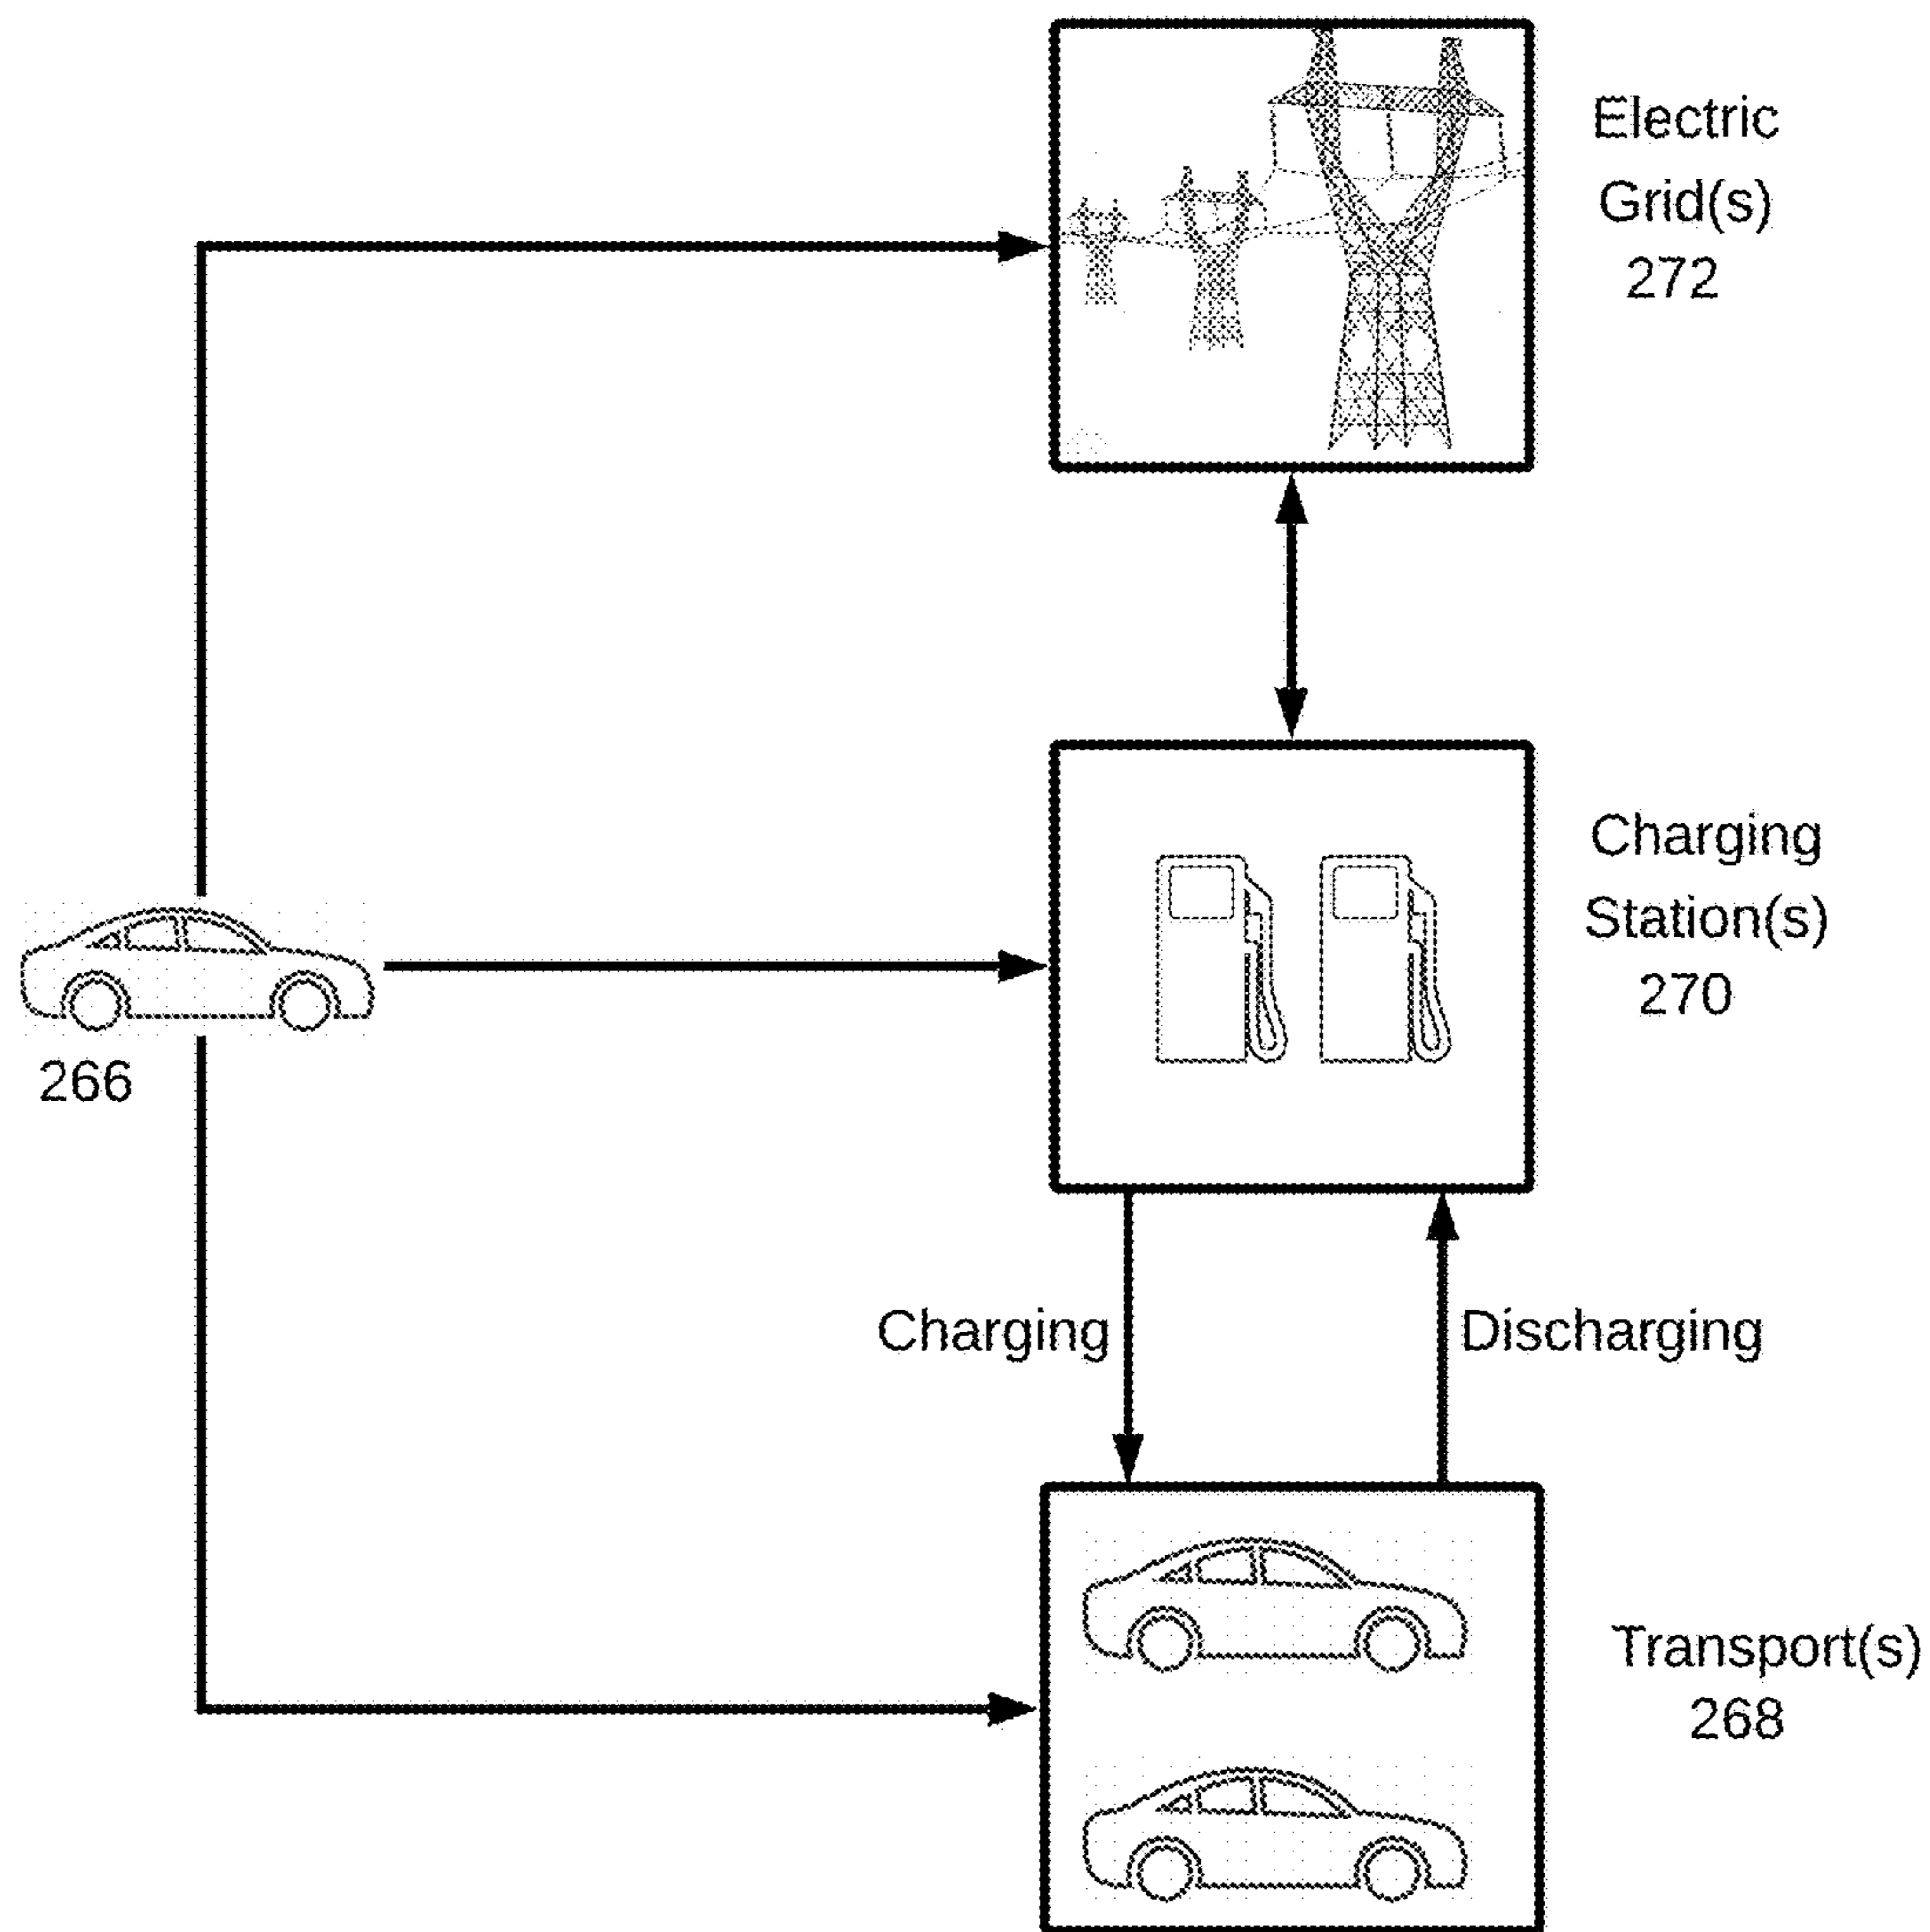 Electric
Grid(s)
272
Charging
Station(s)
270
266
Charging
Discharging
Transport(s)
268